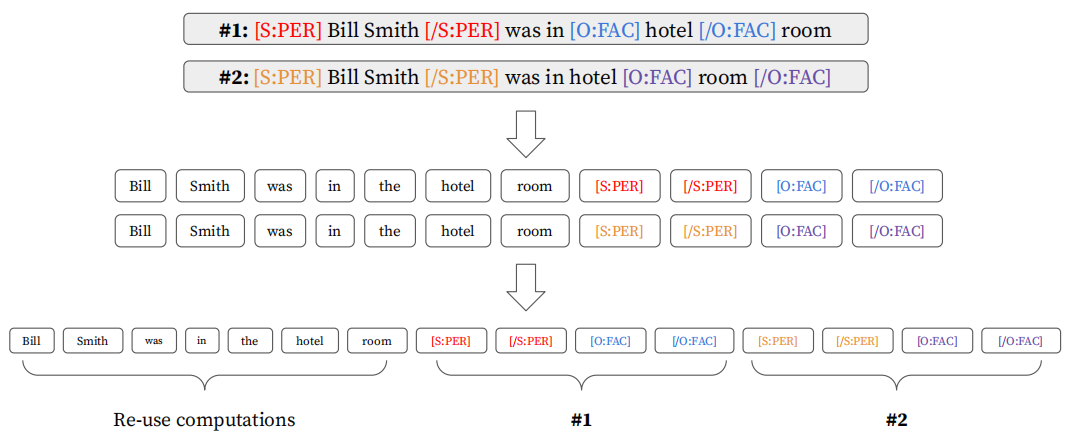 #1: [S:PER] Bill Smith [/S:PER] was in [O:FAC] hotel [/O:FAC] room
#2: [S:PER] Bill Smith [/S:PER] was in hotel [O:FAC] room [/O:FAC]
Bill Smith was in the hotel room [S:PER] [/S:PER] [O:FAC] [/O:FAC]
Bill Smith was in the hotel room [S:PER] [/S:PER] [O:FAC] [/O:FAC]
Bill Smith was in the hotel room [S:PER] [/S:PER] [O:FAC] [/O:FAC] [S:PER] [/S:PER] [O:FAC] [/O:FAC]
Re-use computations #1 #2